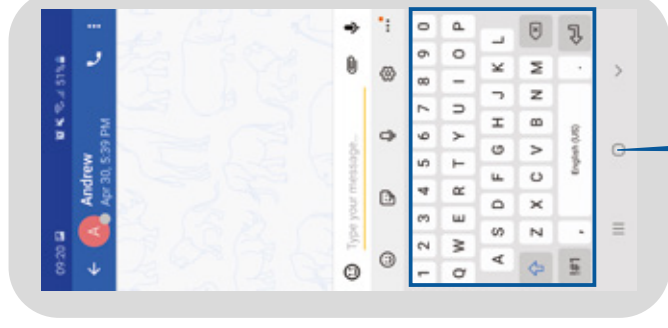 09:20 51%
A Andrew
Apr 30, 5:39 PM
Type your message..
1 2 3 4 5 6 7 8 9 0
Q W E R T Y U I O P
A S D F G H J K L
Z X C V B N M
!#1 , English (US) .